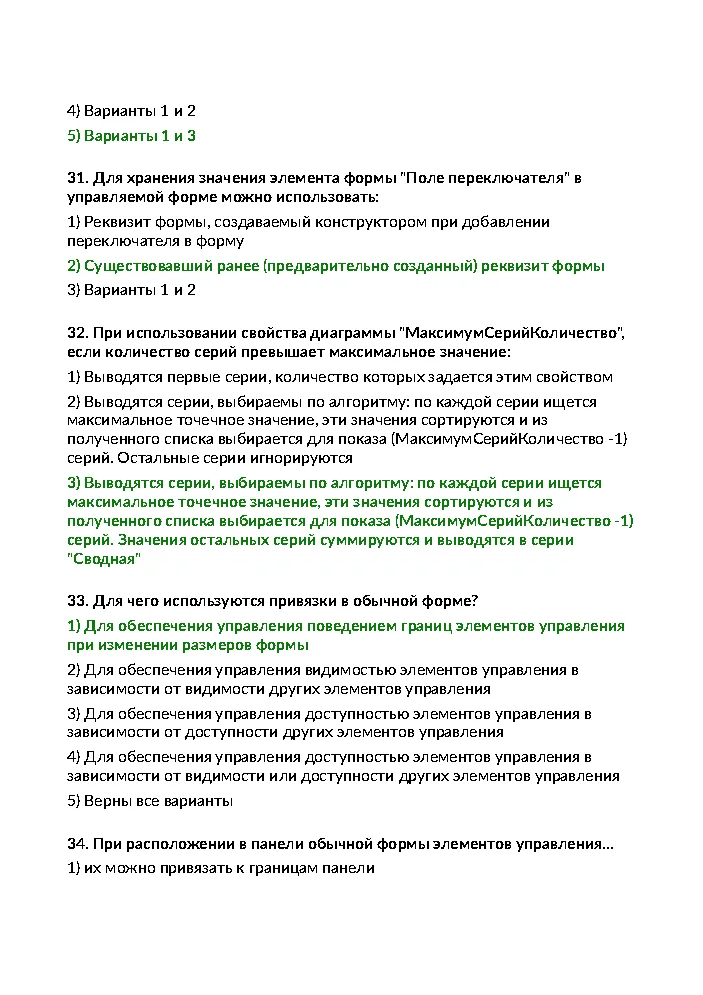 4) Варианты 1 и 2
5) Варианты 1 и 3
31. Для хранения значения элемента формы "Поле переключателя" в
управляемой форме можно использовать:
1) Реквизит формы, создаваемый конструктором при добавлении
переключателя в форму
2) Существовавший ранее (предварительно созданный) реквизит формы
3) Варианты 1 и 2
32. При использовании свойства диаграммы "МаксимумСерийКоличество",
если количество серий превышает максимальное значение:
1) Выводятся первые серии, количество которых задается этим свойством
2) Выводятся серии, выбираемы по алгоритму: по каждой серии ищется
максимальное точечное значение, эти значения сортируются и из
полученного списка выбирается для показа (МаксимумСерийКоличество -1)
серий. Остальные серии игнорируются
3) Выводятся серии, выбираемы по алгоритму: по каждой серии ищется
максимальное точечное значение, эти значения сортируются и из
полученного списка выбирается для показа (МаксимумСерийКоличество -1)
серий. Значения остальных серий суммируются и выводятся в серии
"Сводная"
33. Для чего используются привязки в обычной форме?
1) Для обеспечения управления поведением границ элементов управления
при изменении размеров формы
2) Для обеспечения управления видимостью элементов управления в
зависимости от видимости других элементов управления
3) Для обеспечения управления доступностью элементов управления в
зависимости от доступности других элементов управления
4) Для обеспечения управления доступностью элементов управления в
зависимости от видимости или доступности других элементов управления
5) Верны все варианты
34. При расположении в панели обычной формы элементов управления...
1) их можно привязать к границам панели